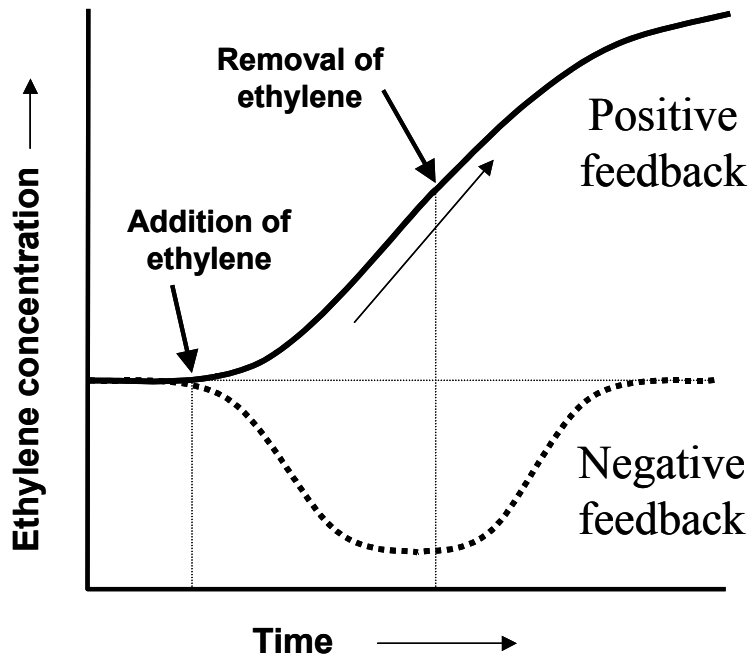 Removal of
ethylene
Positive
feedback
Addition of
ethylene
Ethylene concentration
Negative
feedback
Time